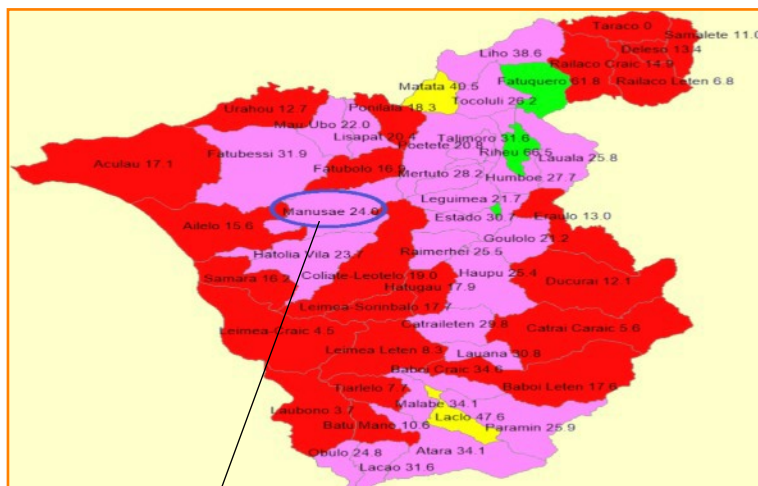 Taraco 0
Samalete 11.0
Liho 38.6
Deleso 13.4
Railaco Craic 14.9
Matata 40.5
Fatuquero 61.8
Railaco Leten 6.8
Urahou 12.7
Ponilala 18.3
Tocoluli 26.2
Mau-Ubo 22.0
Lisapat 20.4
Talimoro 31.6
Poetete 20.8
Riheu 66.5
Aculau 17.1
Fatubessi 31.9
Lauala 25.8
Fatubolo 16.9
Mertuto 28.2
Humboe 27.7
Leguimea 21.7
Manusae 24.0
Estado 30.7
Eraulo 13.0
Ailelo 15.6
Goulolo 21.2
Hatolia Vila 23.7
Raimerhei 25.5
Samara 16.2
Coliate-Leotelo 19.0
Haupu 25.4
Ducurai 12.1
Hatugau 17.9
Leimea-Sorinbalo 17.7
Leimea-Craic 4.5
Catraileten 29.8
Catrai Caraic 5.6
Leimea Leten 8.3
Lauana 30.8
Baboi Craic 34.6
Tiarlelo 7.7
Baboi Leten 17.6
Malabe 34.1
Laubono 3.7
Laclo 47.6
Batu Mane 10.6
Paramin 25.9
Obulo 24.8
Atara 34.1
Lacao 31.6